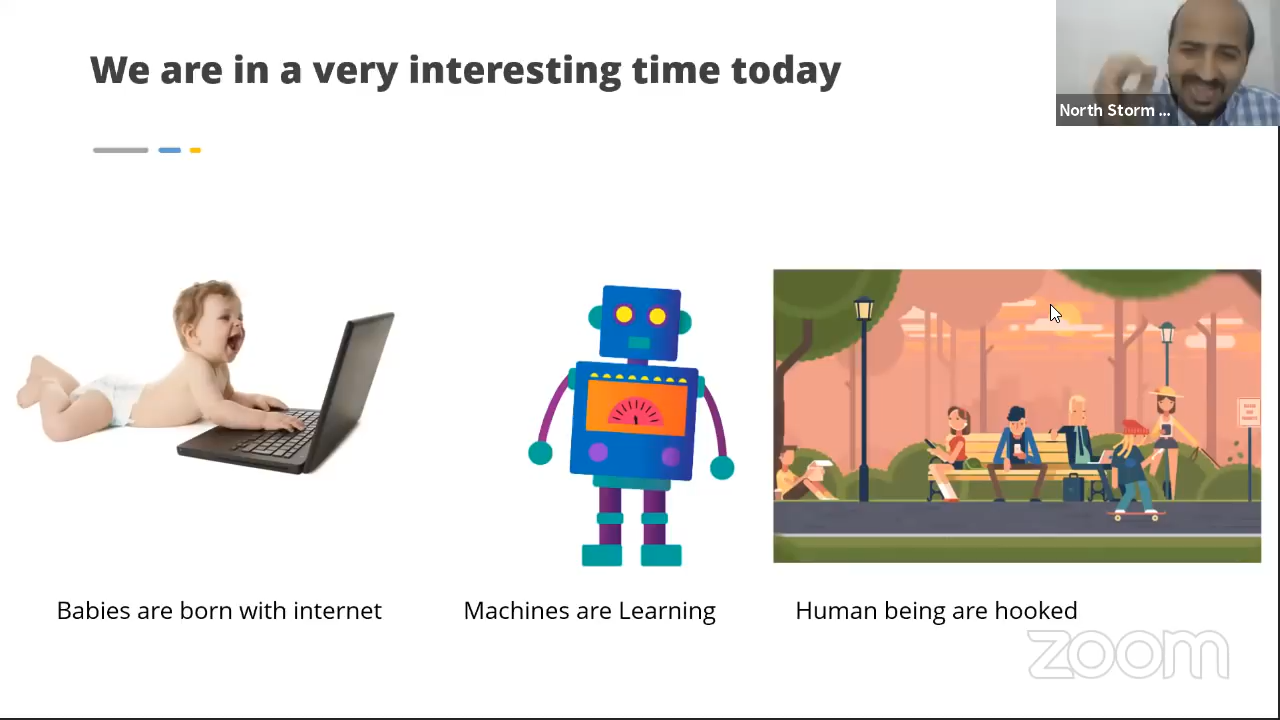 We are in a very interesting time today
North Storm ...
Babies are born with internet
Machines are Learning
Human being are hooked
zoom